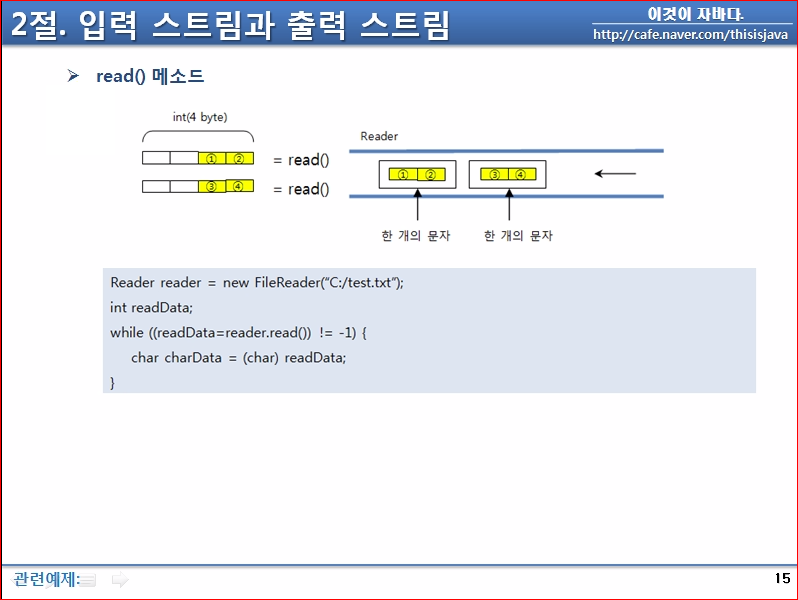 2절. 입력 스트림과 출력 스트림
이것이 자바다.
http://cafe.naver.com/thisisjava
➤ read() 메소드
int(4 byte)
① ② = read()
③ ④ = read()
Reader
① ② ③ ④
한 개의 문자 한 개의 문자
Reader reader = new FileReader(“C:/test.txt”);
int readData;
while ((readData=reader.read()) != -1) {
char charData = (char) readData;
}
관련예제:
15